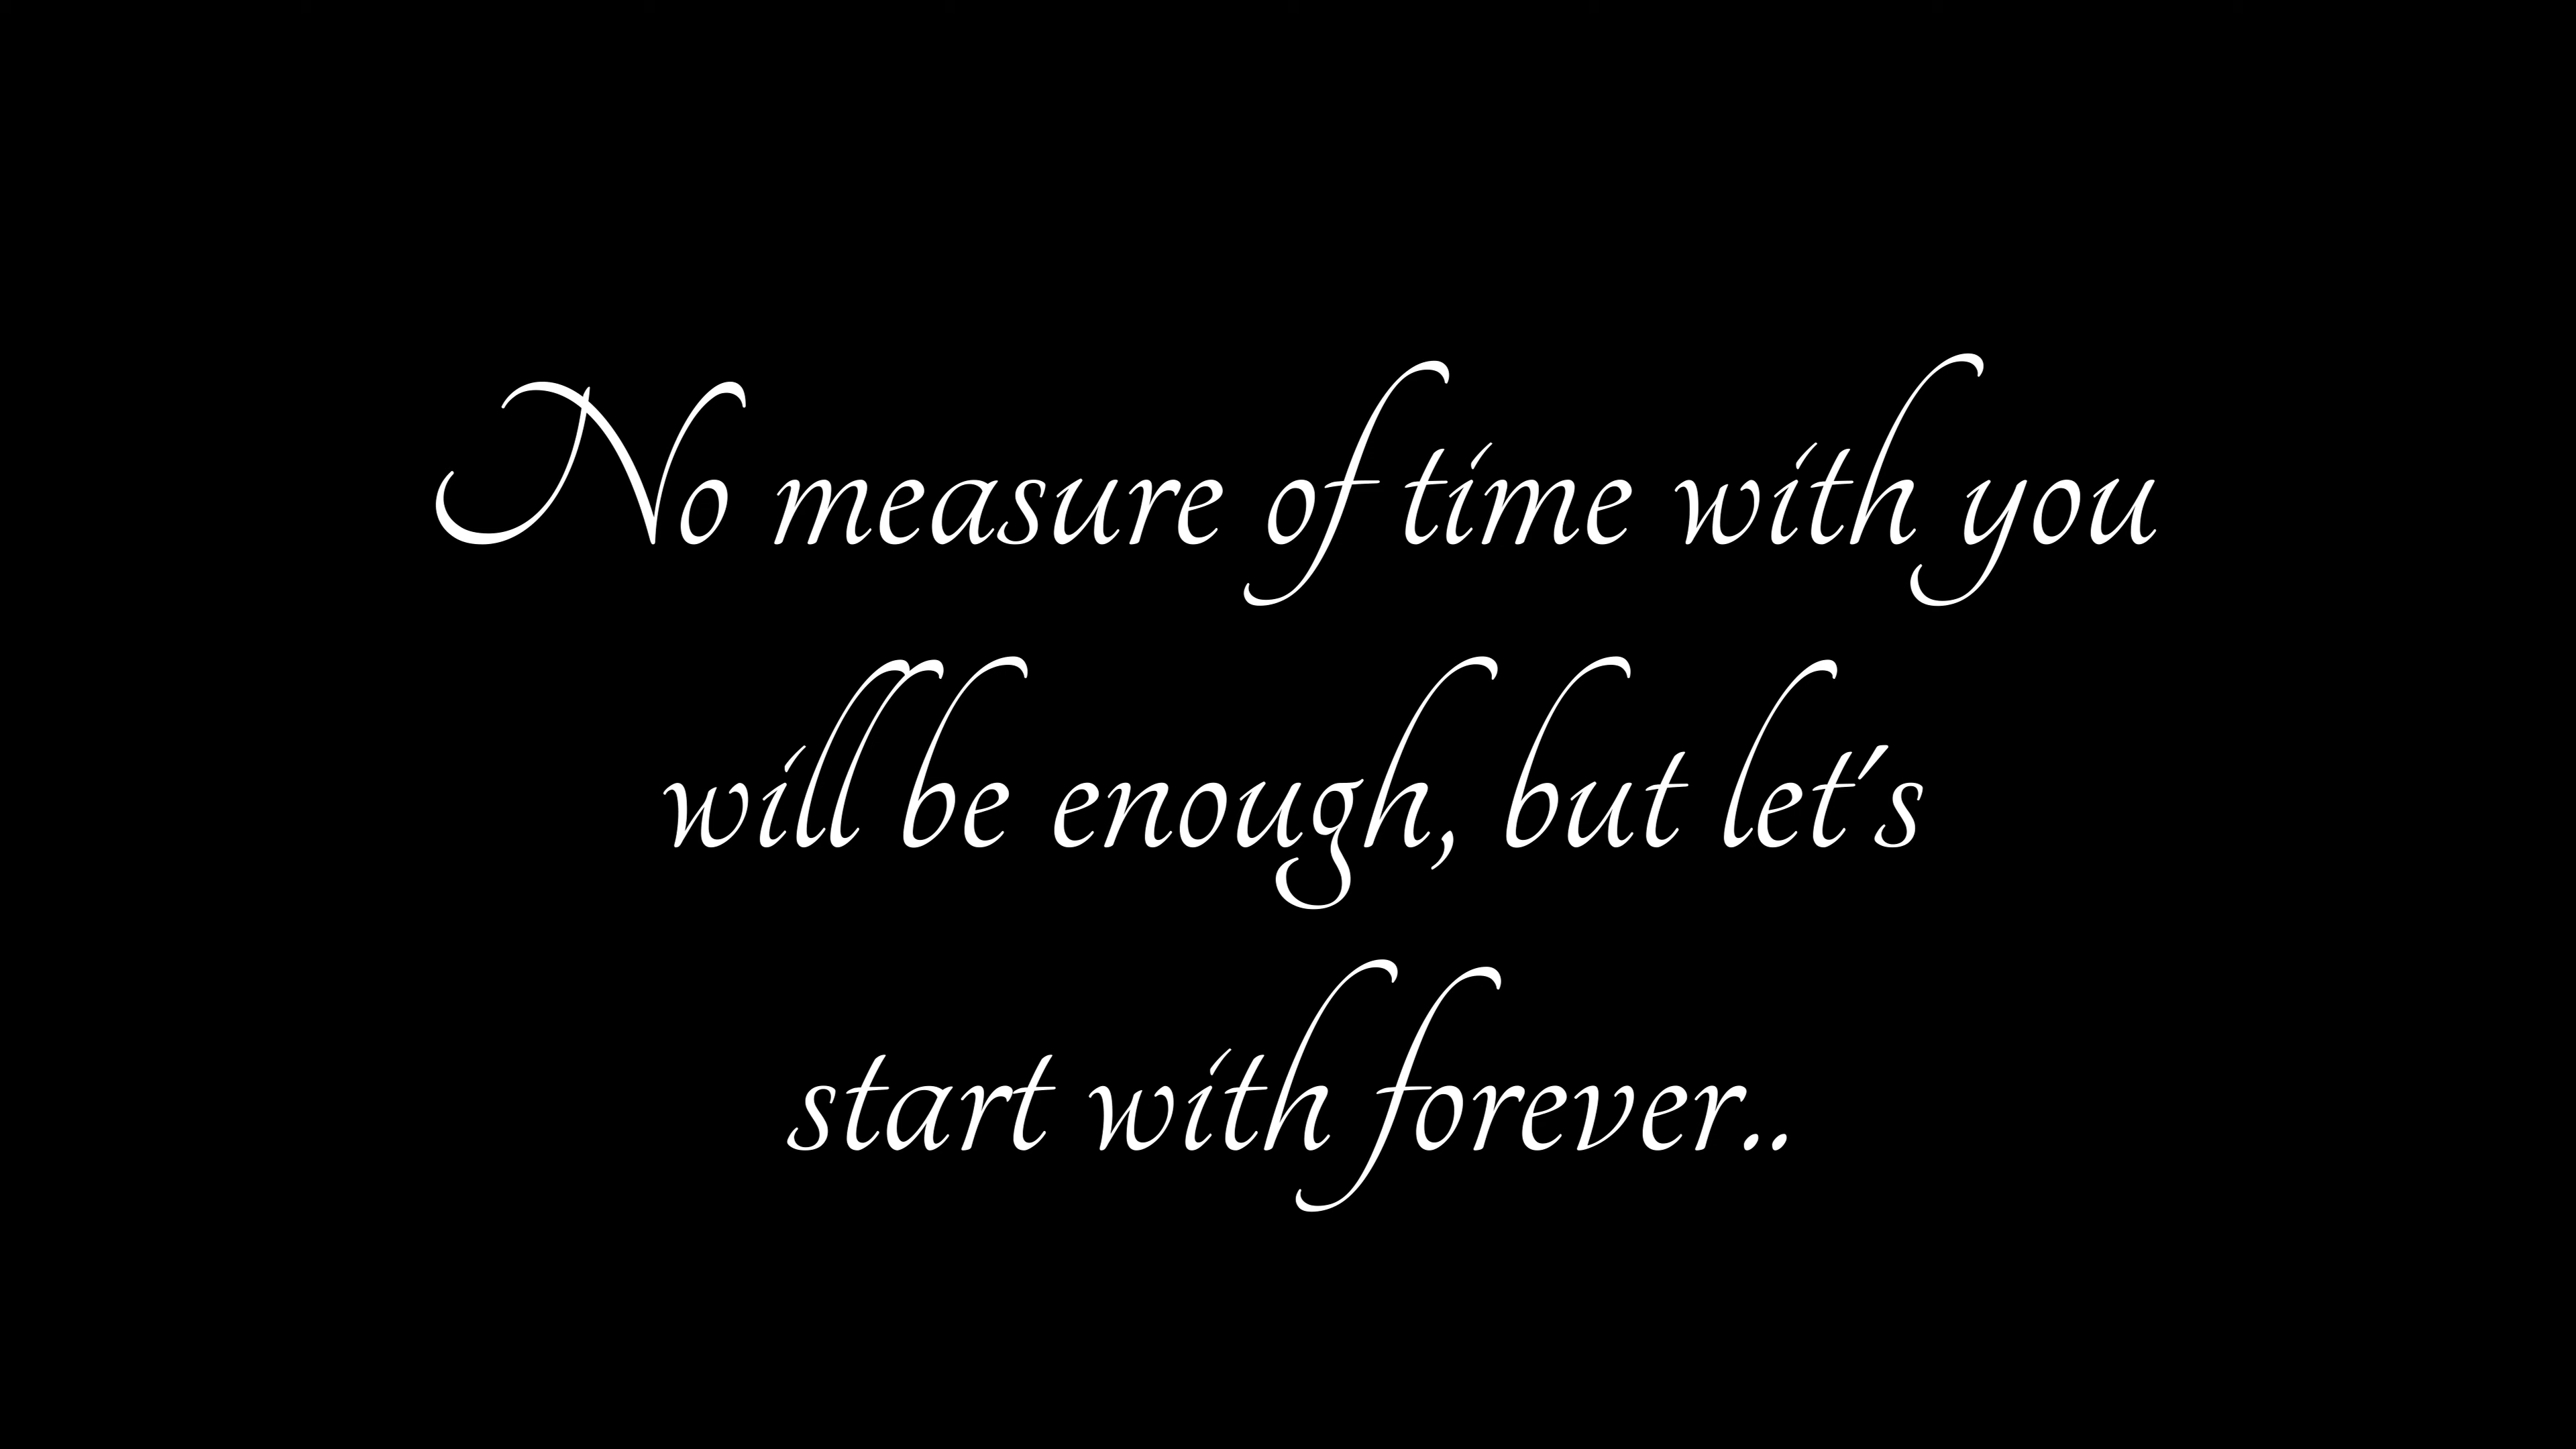 No measure of time with you
will be enough, but let's
start with forever..